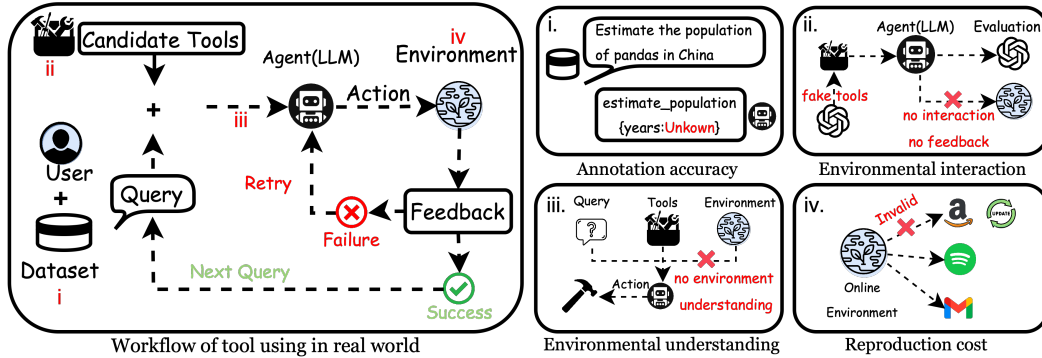 Candidate Tools
ii
iv
Environment
Agent(LLM)
Action
iii
User
Query
Retry
Feedback
Failure
Dataset
i
Next Query
Success
Workflow of tool using in real world
i.
Estimate the population
of pandas in China
estimate_population
{years:Unkown}
Annotation accuracy
ii.
Agent(LLM)
Evaluation
fake tools
no interaction
no feedback
Environmental interaction
iii.
Query
Tools
Environment
?
no environment
Action
understanding
Environmental understanding
iv.
Invalid
a
UPDATE
Online
Environment
Reproduction cost